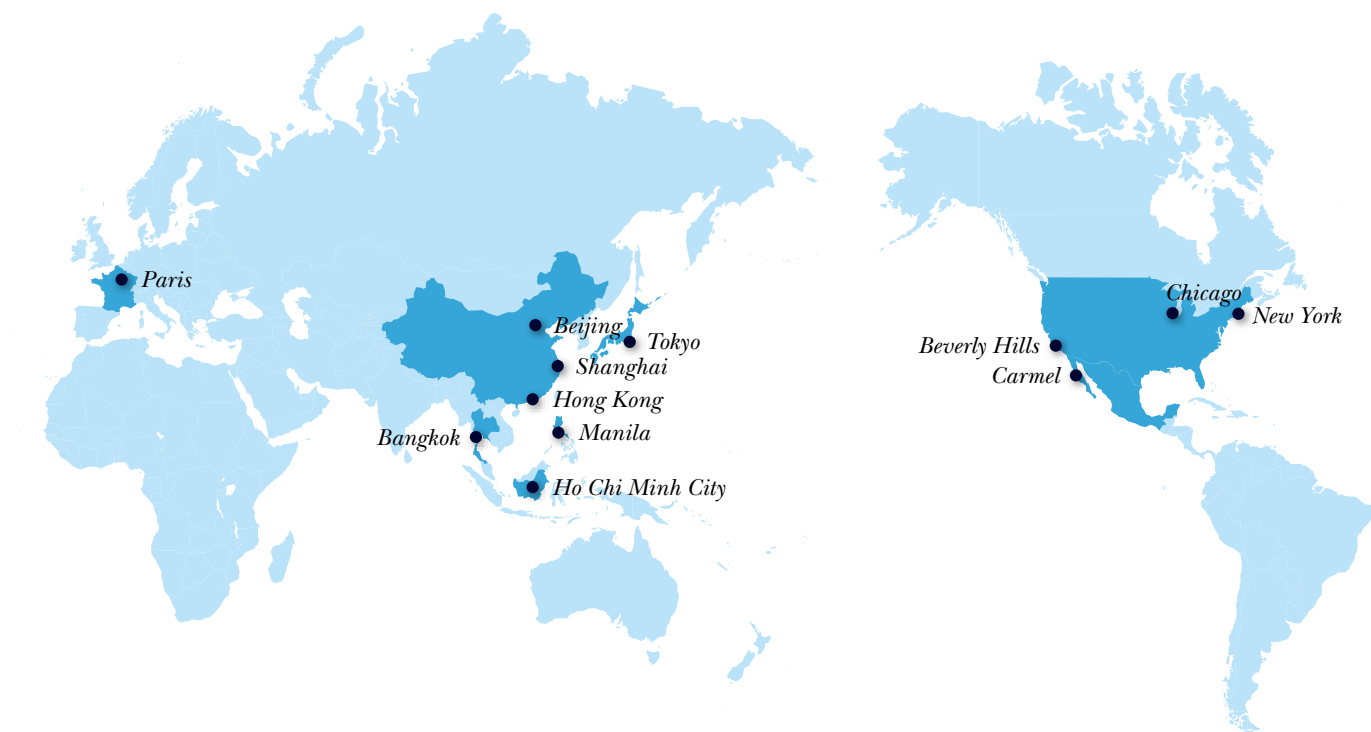 Paris
Beijing
Tokyo
Shanghai
Hong Kong
Bangkok
Manila
Ho Chi Minh City
Chicago
New York
Beverly Hills
Carmel